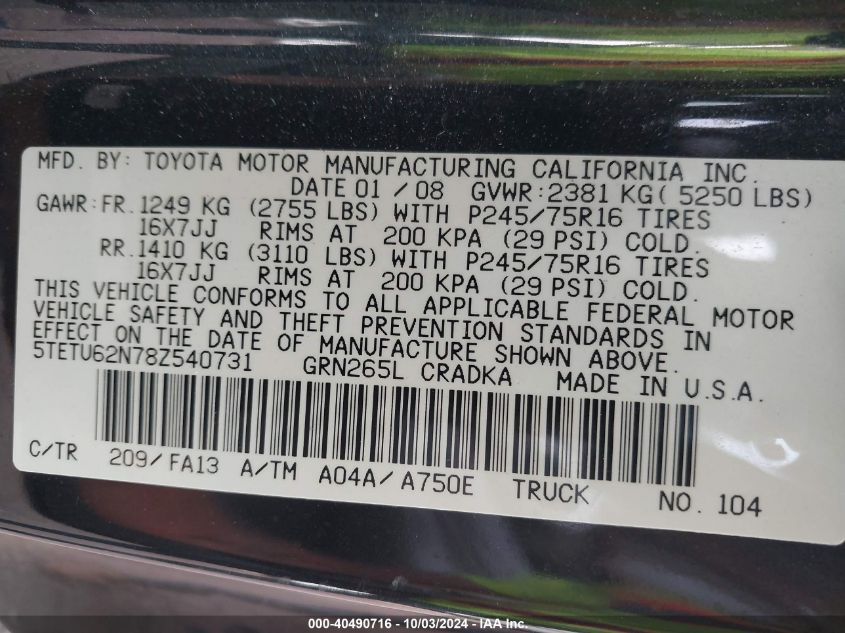 MFD. BY: TOYOTA MOTOR MANUFACTURING CALIFORNIA INC.
DATE 01 / 08 GVWR: 2381 KG( 5250 LBS)
GAWR: FR. 1249 KG (2755 LBS) WITH P245/75R16 TIRES
16X7JJ RIMS AT 200 KPA (29 PSI) COLD.
RR. 1410 KG (3110 LBS) WITH P245/75R16 TIRES
16X7JJ RIMS AT 200 KPA (29 PSI) COLD.
THIS VEHICLE CONFORMS TO ALL APPLICABLE FEDERAL MOTOR
VEHICLE SAFETY AND THEFT PREVENTION STANDARDS IN
EFFECT ON THE DATE OF MANUFACTURE SHOWN ABOVE.
5TETU62N78Z540731 GRN265L CRADKA MADE IN U.S.A.
C/TR 209/FA13 A/TM A04A/A750E TRUCK NO. 104
000-40490716 - 10/03/2024 - IAA Inc.